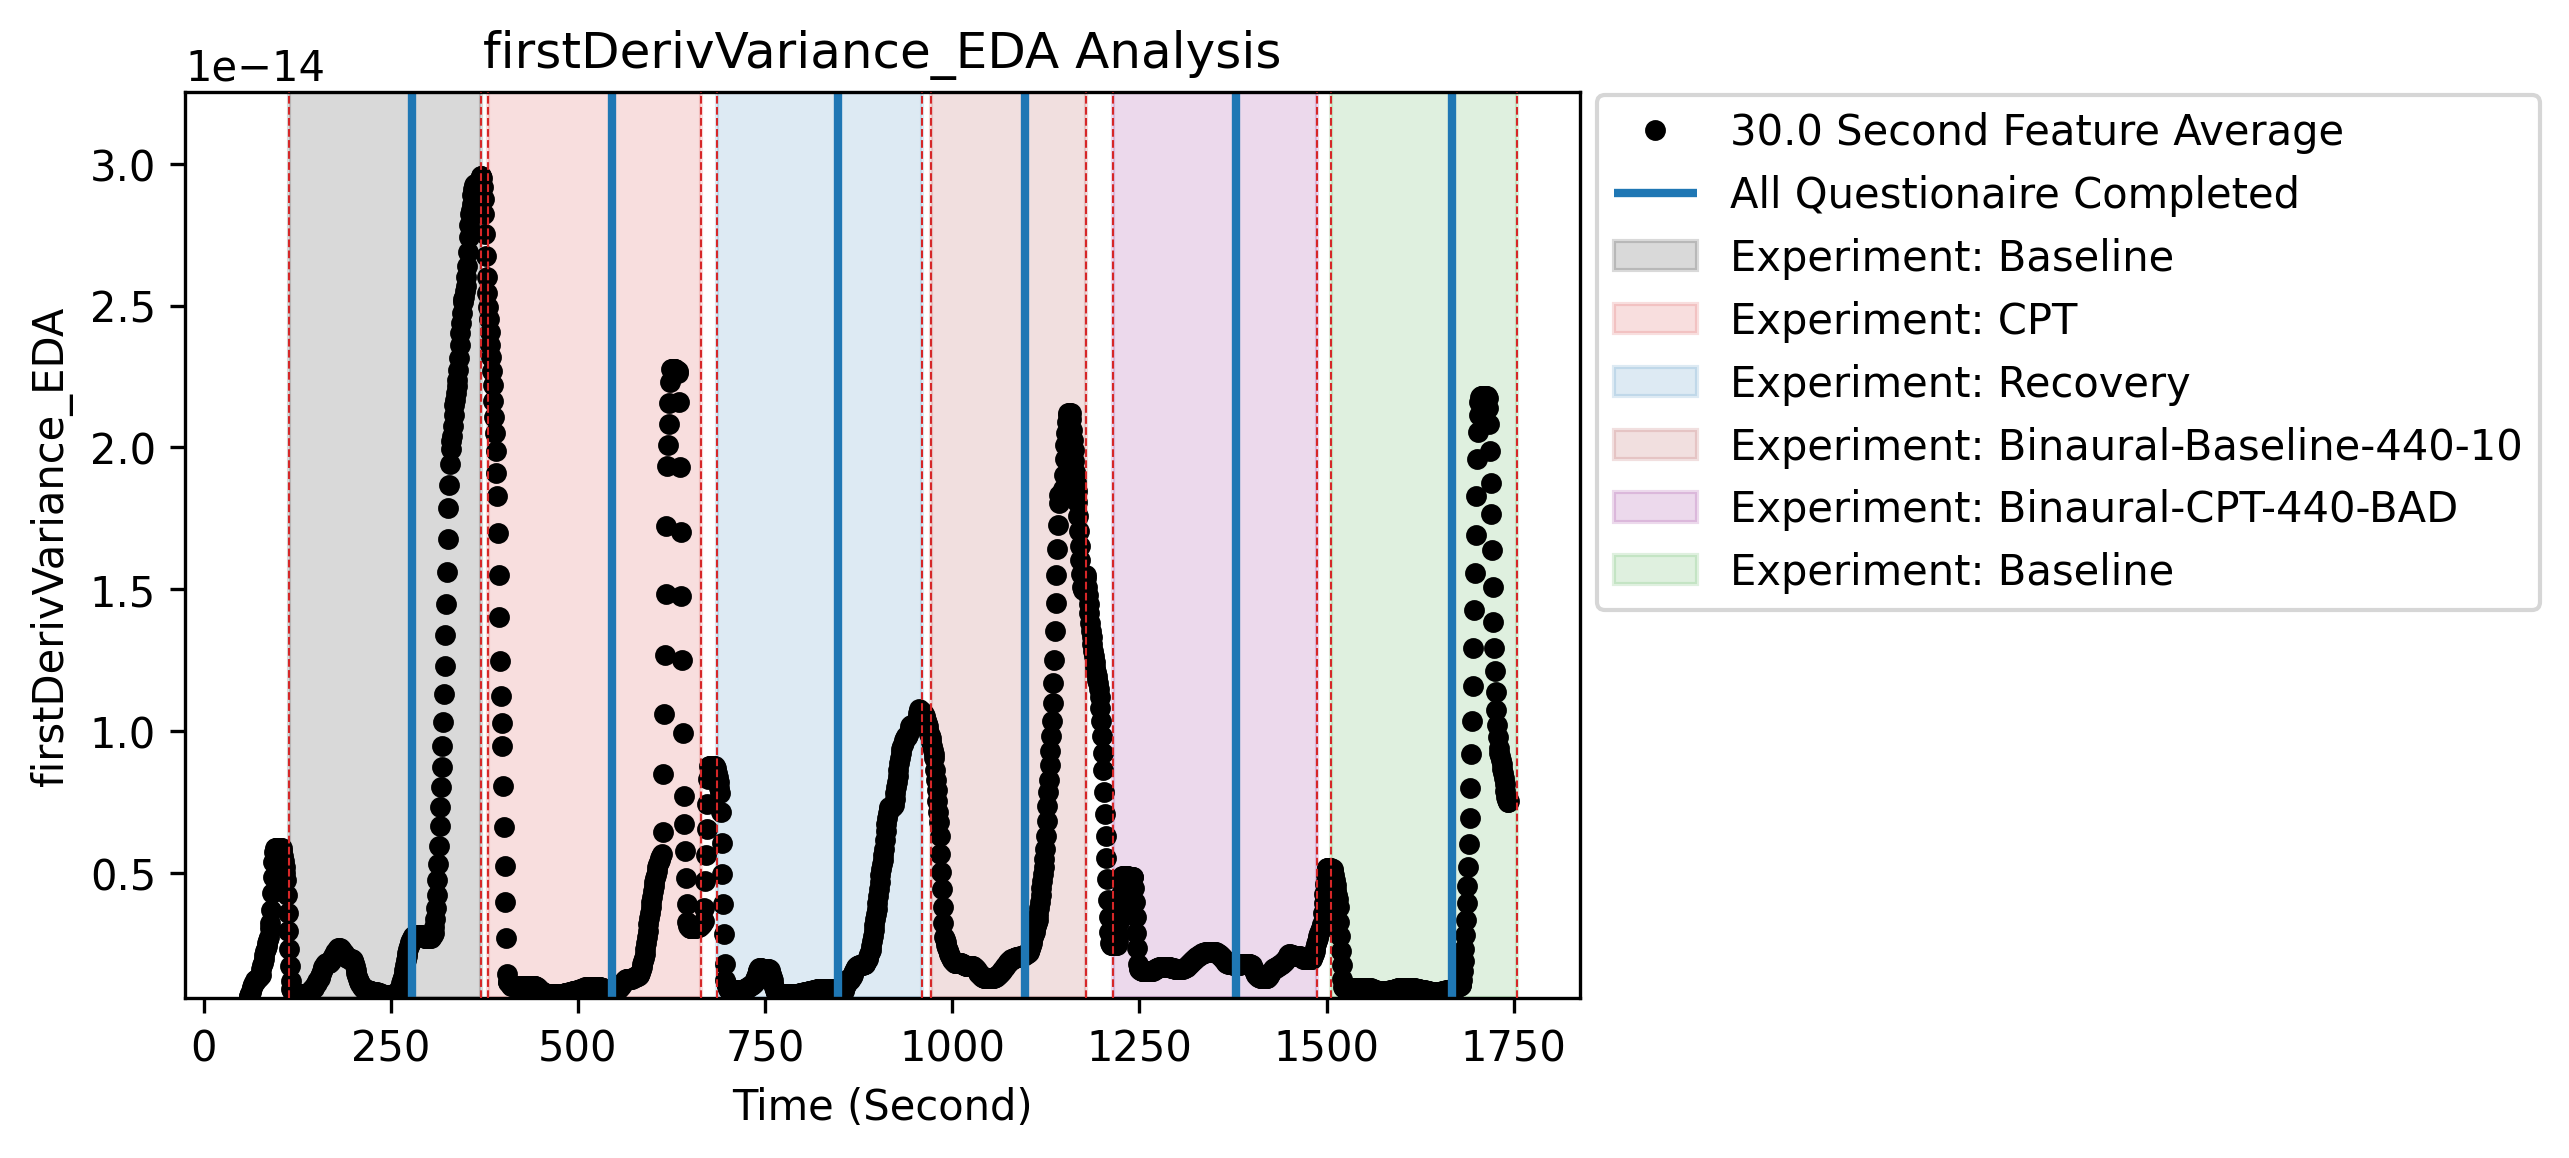 firstDerivVariance_EDA Analysis
1e−14
3.0
2.5
2.0
1.5
1.0
0.5
firstDerivVariance_EDA
0 250 500 750 1000 1250 1500 1750
Time (Second)
30.0 Second Feature Average
All Questionaire Completed
Experiment: Baseline
Experiment: CPT
Experiment: Recovery
Experiment: Binaural-Baseline-440-10
Experiment: Binaural-CPT-440-BAD
Experiment: Baseline